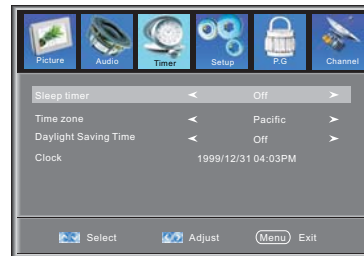 Picture Audio Timer Setup P.G Channel
Sleep timer Off
Time zone Pacific
Daylight Saving Time Off
Clock 1999/12/31 04:03PM
Select Adjust Menu Exit